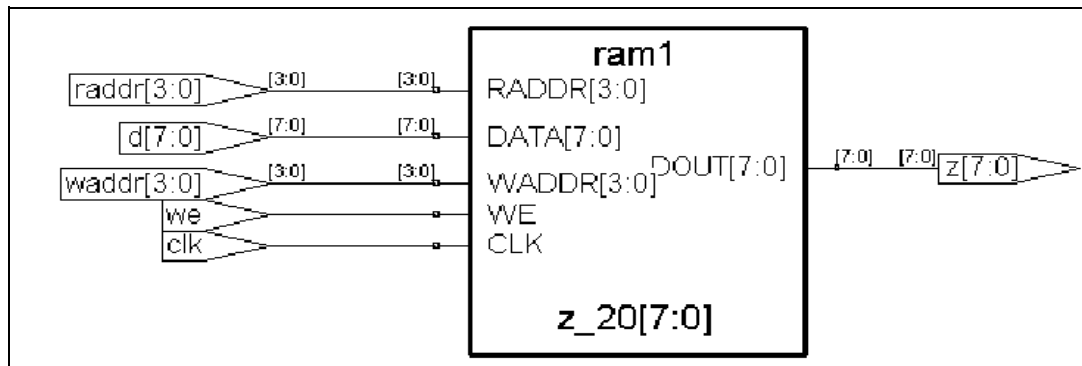 ram1
raddr[3:0] [3:0] [3:0] RADDR[3:0]
d[7:0] [7:0] [7:0] DATA[7:0]
DOUT[7:0] [7:0] [7:0] z[7:0]
waddr[3:0] [3:0] [3:0] WADDR[3:0]
we WE
clk CLK
z_20[7:0]